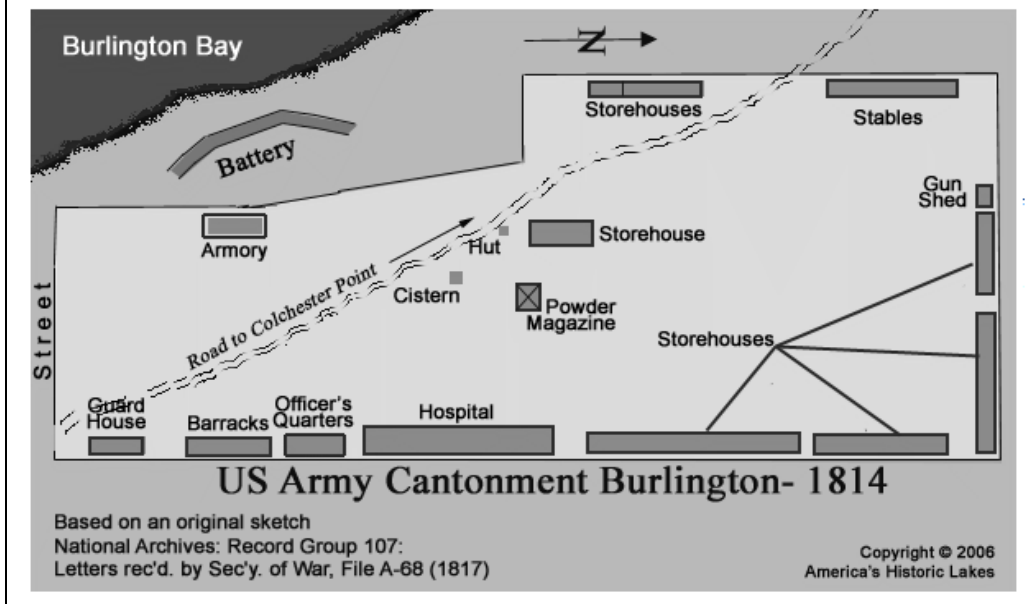 Burlington Bay
N
Storehouses
Stables
Battery
Gun
Shed
Armory
Hut
Storehouse
Road to Colchester Point
Cistern
Powder
Magazine
Street
Storehouses
Guard
House
Barracks
Officer's
Quarters
Hospital
US Army Cantonment Burlington- 1814
Based on an original sketch
National Archives: Record Group 107:
Letters rec'd. by Sec'y. of War, File A-68 (1817)
Copyright © 2006
America's Historic Lakes